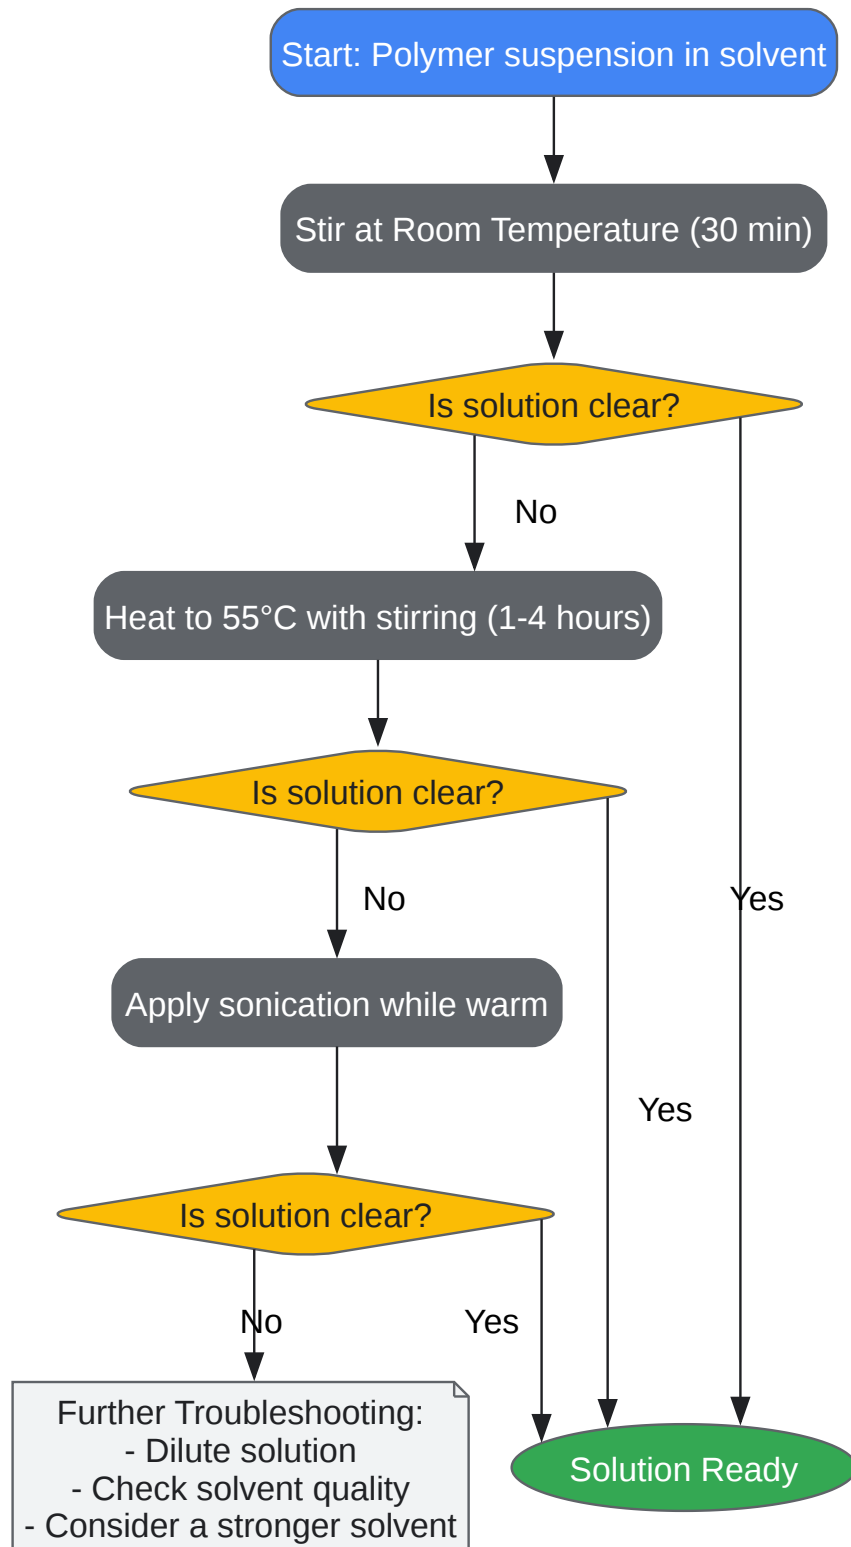 Start: Polymer suspension in solvent
Stir at Room Temperature (30 min)
Is solution clear?
No
Heat to 55°C with stirring (1-4 hours)
Is solution clear?
No
Yes
Apply sonication while warm
Yes
Is solution clear?
No
Yes
Further Troubleshooting:
- Dilute solution
- Check solvent quality
- Consider a stronger solvent
Solution Ready